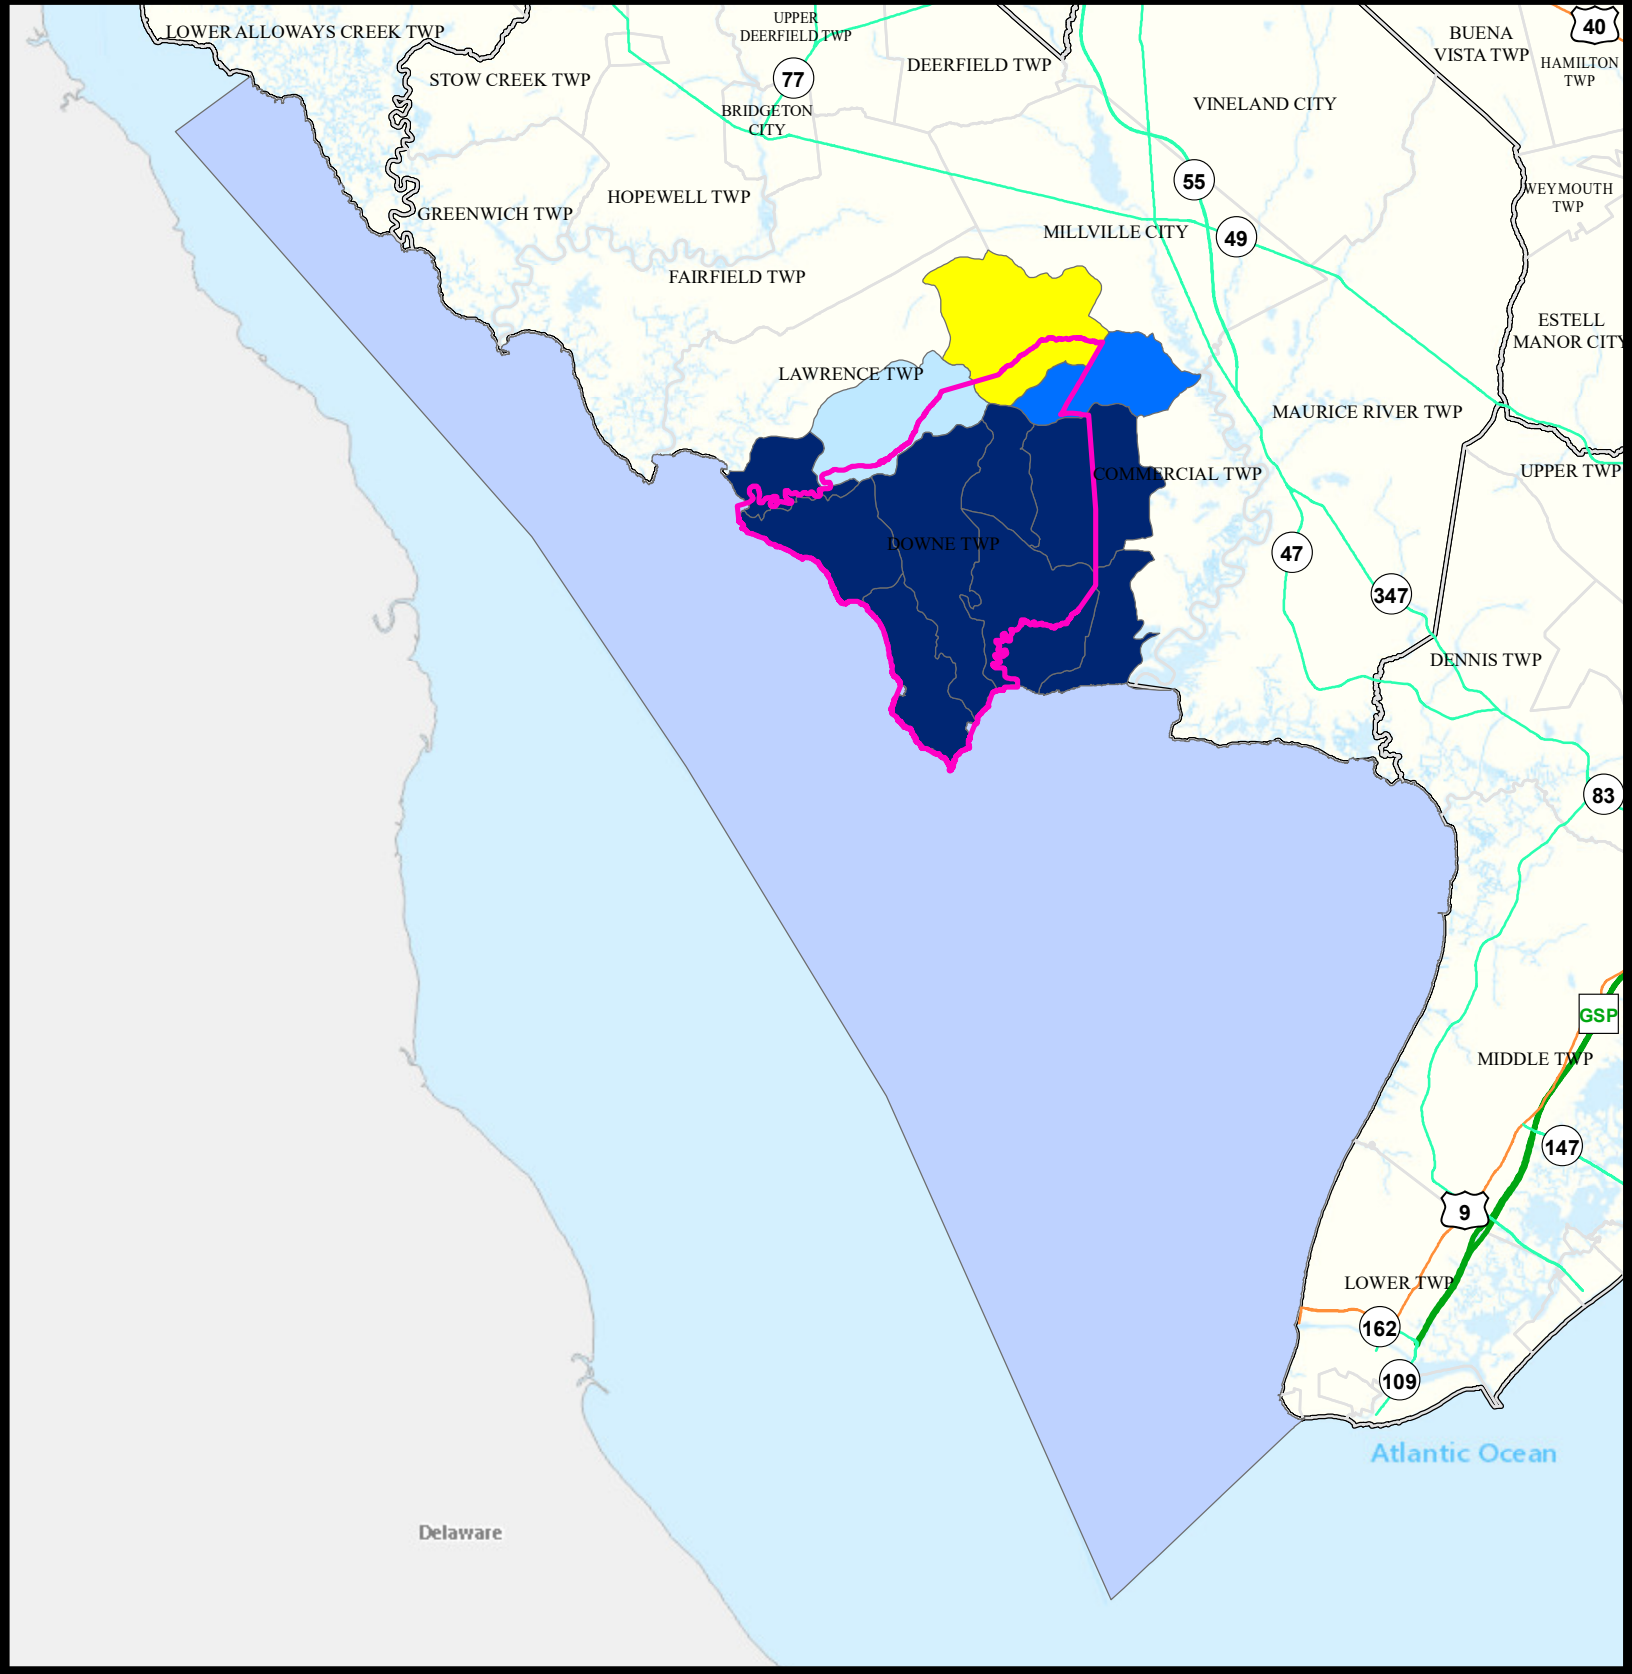 LOWER ALLOWAYS CREEK TWP
UPPER
DEERFIELD TWP
BUENA
VISTA TWP
40
STOW CREEK TWP
77
DEERFIELD TWP
HAMILTON
TWP
BRIDGETON
CITY
VINELAND CITY
55
WEYMOUTH
TWP
GREENWICH TWP
HOPEWELL TWP
MILLVILLE CITY
49
FAIRFIELD TWP
ESTELL
MANOR CITY
LAWRENCE TWP
MAURICE RIVER TWP
COMMERCIAL TWP
UPPER TWP
DOWNE TWP
47
347
DENNIS TWP
83
GSP
MIDDLE TWP
147
9
LOWER TWP
162
109
Atlantic Ocean
Delaware